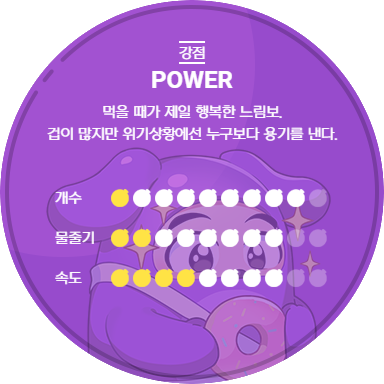 강점
POWER
먹을 때가 제일 행복한 느림보.
겁이 많지만 위기상황에선 누구보다 용기를 낸다.
개수
물줄기
속도